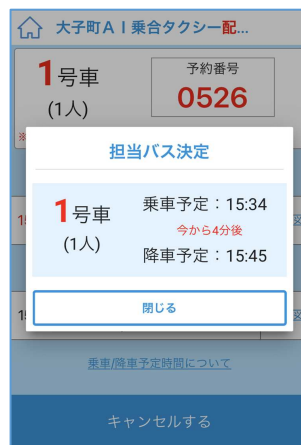 大子町AI乗合タクシー配...
1号車
(1人)
予約番号
0526
※
担当バス決定
1号車
(1人)
乗車予定：15:34
今から4分後
降車予定：15:45
閉じる
乗車/降車予定時間について
キャンセルする